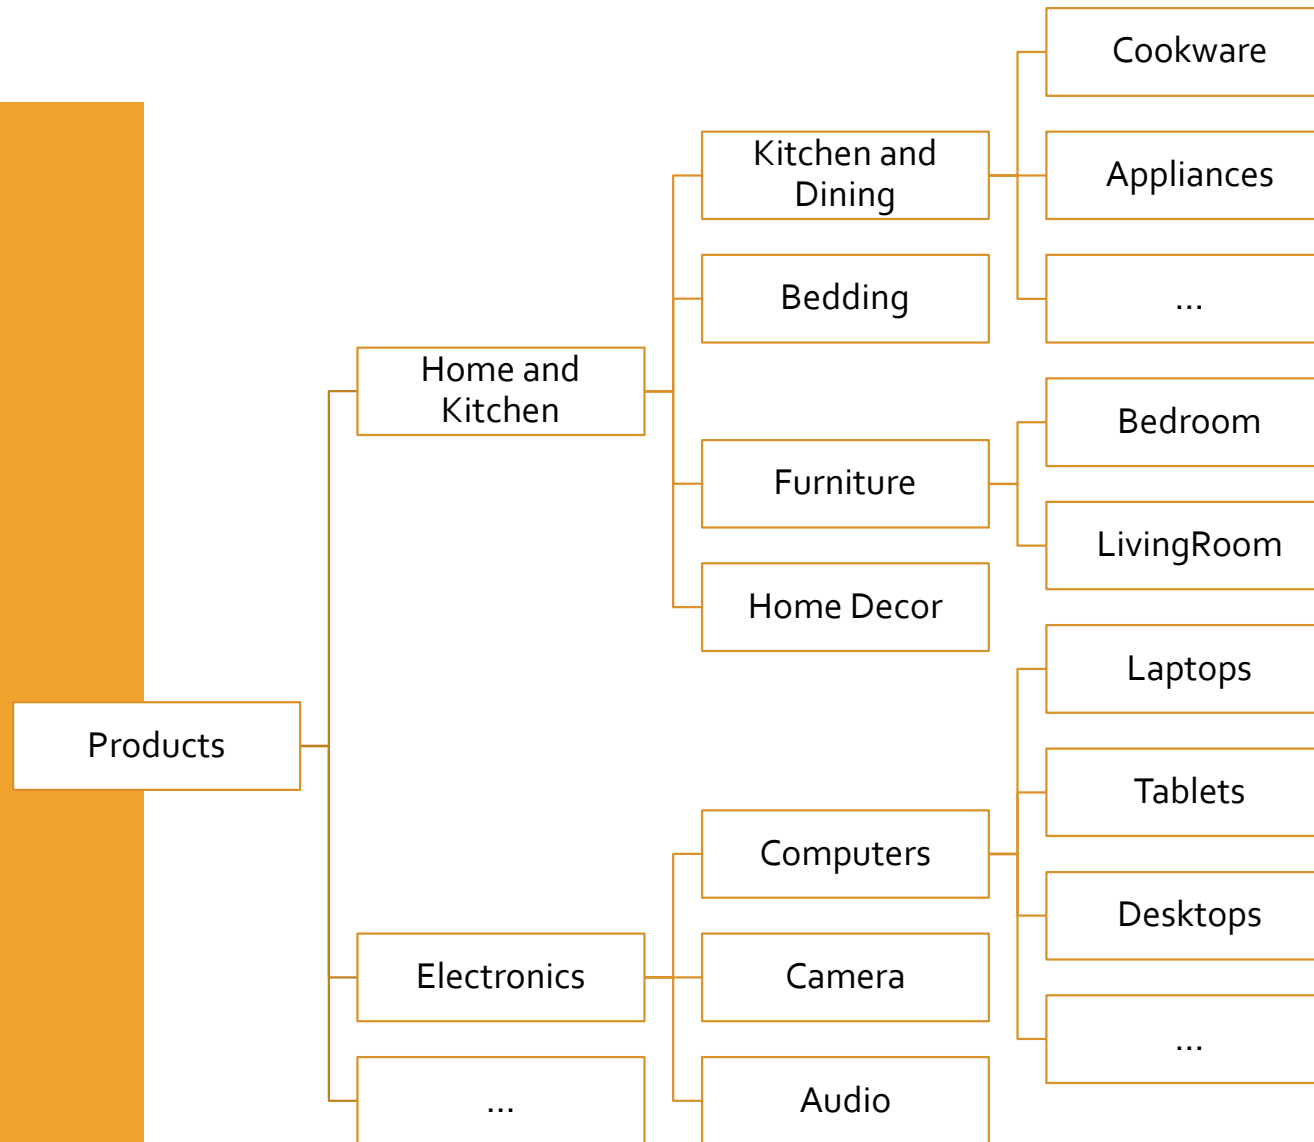 Products
Home and
Kitchen
Kitchen and
Dining
Cookware
Appliances
...
Bedding
Furniture
Bedroom
LivingRoom
Home Decor
Electronics
Computers
Laptops
Tablets
Desktops
...
Camera
Audio
...